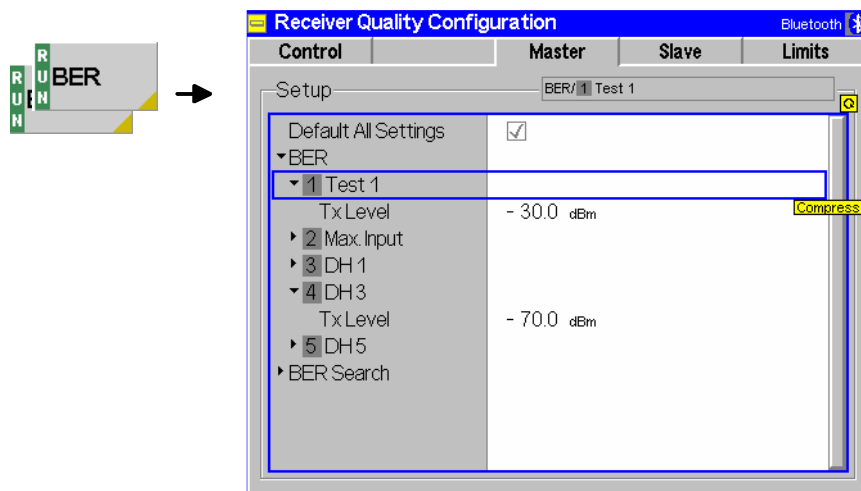 Receiver Quality Configuration Bluetooth
Control Master Slave Limits
RUN BER
RUN
Setup BER/1 Test 1
Q
Default All Settings
BER
1 Test 1
Compress
Tx Level - 30.0 dBm
2 Max. Input
3 DH 1
4 DH 3
Tx Level - 70.0 dBm
5 DH 5
BER Search